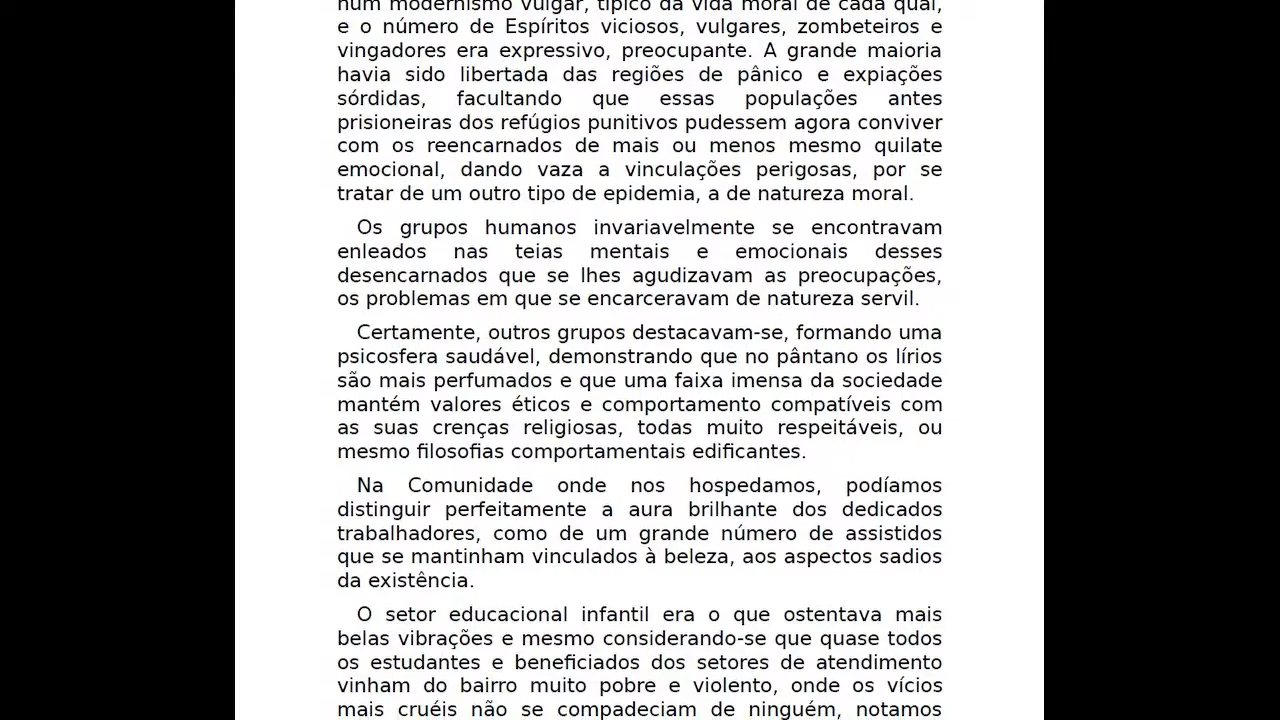 num modernismo vulgar, típico da vida moral de cada qual,
e o número de Espíritos viciosos, vulgares, zombeteiros e
vingadores era expressivo, preocupante. A grande maioria
havia sido libertada das regiões de pânico e expiações
sórdidas, facultando que essas populações antes
prisioneiras dos refúgios punitivos pudessem agora conviver
com os reencarnados de mais ou menos mesmo quilate
emocional, dando vaza a vinculações perigosas, por se
tratar de um outro tipo de epidemia, a de natureza moral.
Os grupos humanos invariavelmente se encontravam
enleados nas teias mentais e emocionais desses
desencarnados que se lhes agudizavam as preocupações,
os problemas em que se encarceravam de natureza servil.
Certamente, outros grupos destacavam-se, formando uma
psicosfera saudável, demonstrando que no pântano os lírios
são mais perfumados e que uma faixa imensa da sociedade
mantém valores éticos e comportamento compatíveis com
as suas crenças religiosas, todas muito respeitáveis, ou
mesmo filosofias comportamentais edificantes.
Na Comunidade onde nos hospedamos, podíamos
distinguir perfeitamente a aura brilhante dos dedicados
trabalhadores, como de um grande número de assistidos
que se mantinham vinculados à beleza, aos aspectos sadios
da existência.
O setor educacional infantil era o que ostentava mais
belas vibrações e mesmo considerando-se que quase todos
os estudantes e beneficiados dos setores de atendimento
vinham do bairro muito pobre e violento, onde os vícios
mais cruéis não se compadeciam de ninguém, notamos